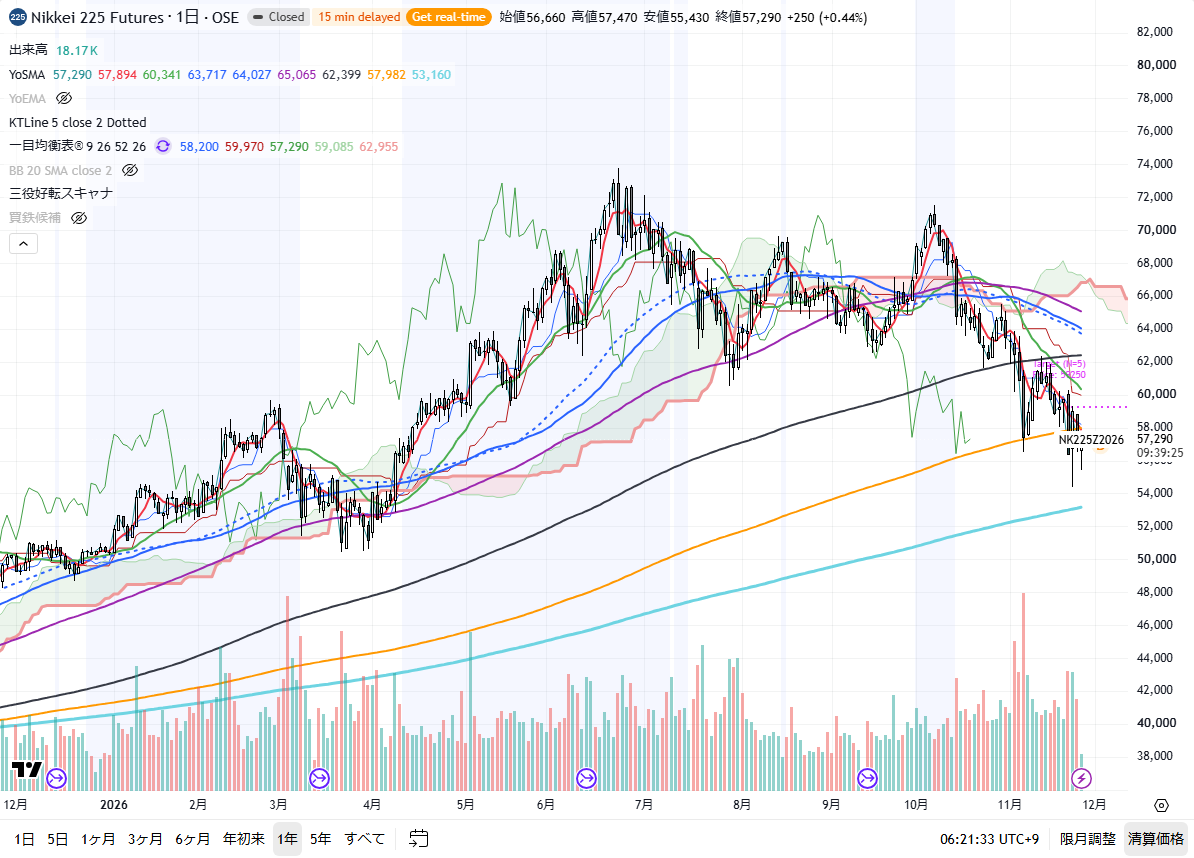 225 Nikkei 225 Futures · 1日 · OSE Closed 15 min delayed Get real-time 始値56,660 高値57,470 安値55,430 終値57,290 +250 (+0.44%)
出来高 18.17K
YoSMA 57,290 57,894 60,341 63,717 64,027 65,065 62,399 57,982 53,160
YoEMA
KTLine 5 close 2 Dotted
一目均衡表® 9 26 52 26 58,200 59,970 57,290 59,085 62,955
BB 20 SMA close 2
三役好転スキャナ
買鉄候補
82,000
80,000
78,000
76,000
74,000
72,000
70,000
68,000
66,000
64,000
62,000
60,000
58,000
NK225Z2026 57,290
09:39:25
54,000
52,000
50,000
48,000
46,000
44,000
42,000
40,000
38,000
12月 2026 2月 3月 4月 5月 6月 7月 8月 9月 10月 11月 12月
1日 5日 1ヶ月 3ヶ月 6ヶ月 年初来 1年 5年 すべて 06:21:33 UTC+9 限月調整 清算価格